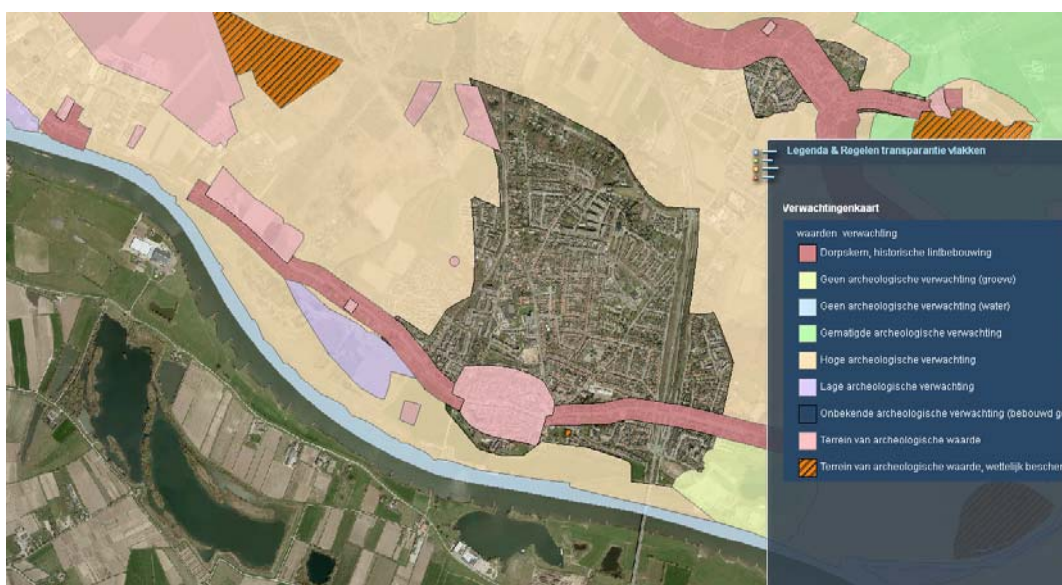 Legenda & Regelen transparantie vlakken
Verwachtingenkaart
waarden verwachting
Dorpskern, historische lintbebouwing
Geen archeologische verwachting (groeve)
Geen archeologische verwachting (water)
Gematigde archeologische verwachting
Hoge archeologische verwachting
Lage archeologische verwachting
Onbekende archeologische verwachting (bebouwd g
Terrein van archeologische waarde
Terrein van archeologische waarde, wettelijk bescher